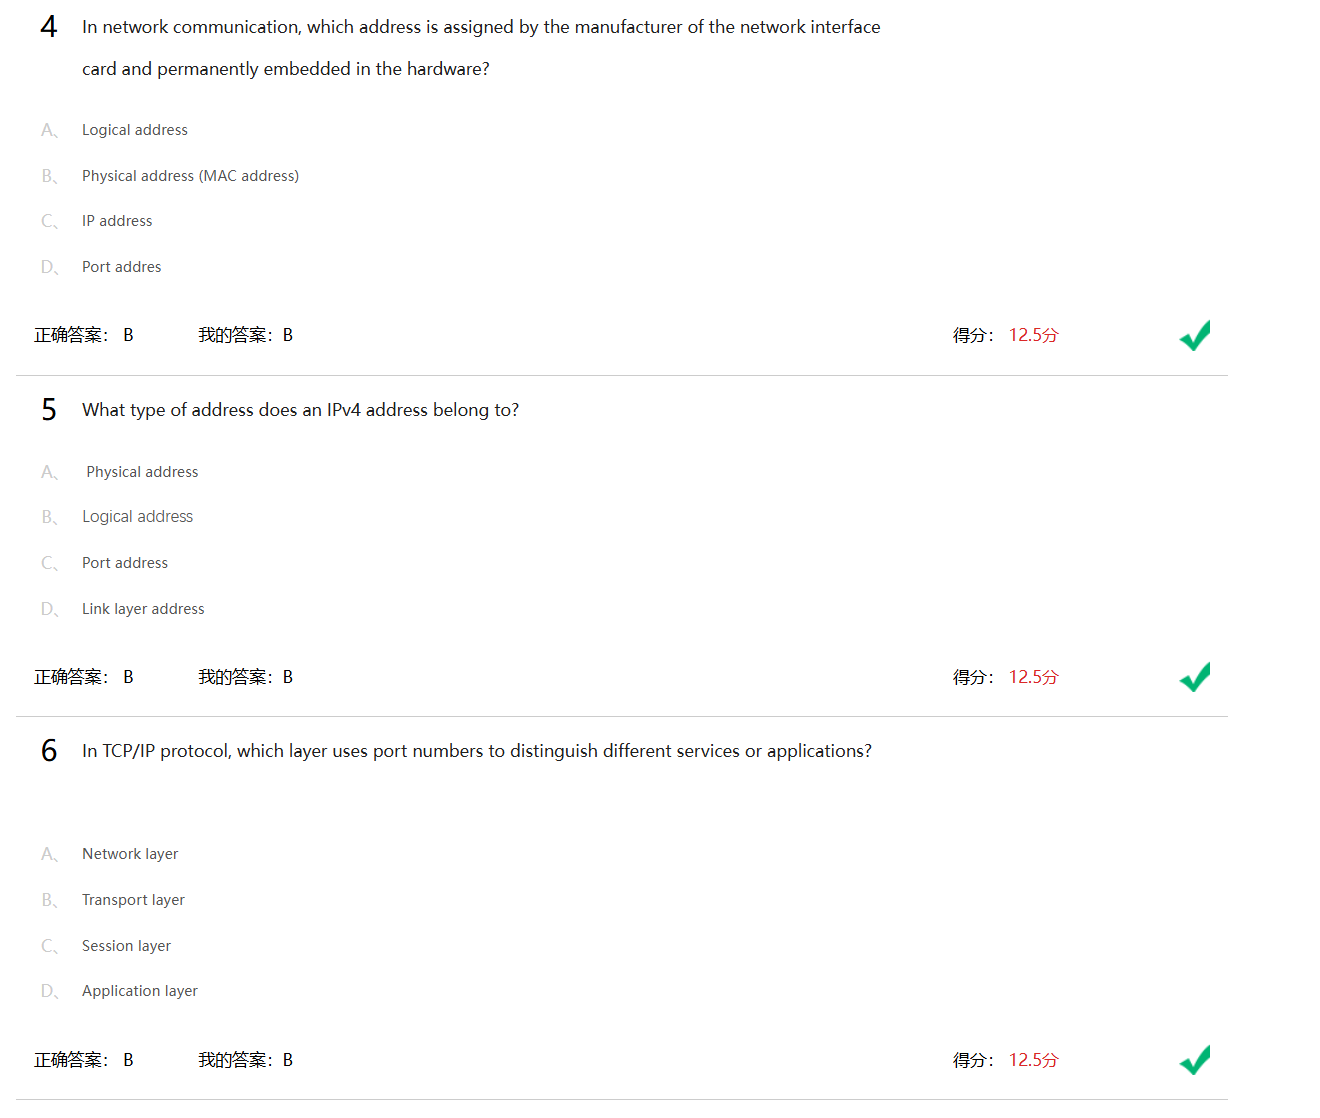 4 In network communication, which address is assigned by the manufacturer of the network interface
card and permanently embedded in the hardware?
A、 Logical address
B、 Physical address (MAC address)
C、 IP address
D、 Port addres
正确答案： B 我的答案：B 得分： 12.5分
5 What type of address does an IPv4 address belong to?
A、 Physical address
B、 Logical address
C、 Port address
D、 Link layer address
正确答案： B 我的答案：B 得分： 12.5分
6 In TCP/IP protocol, which layer uses port numbers to distinguish different services or applications?
A、 Network layer
B、 Transport layer
C、 Session layer
D、 Application layer
正确答案： B 我的答案：B 得分： 12.5分